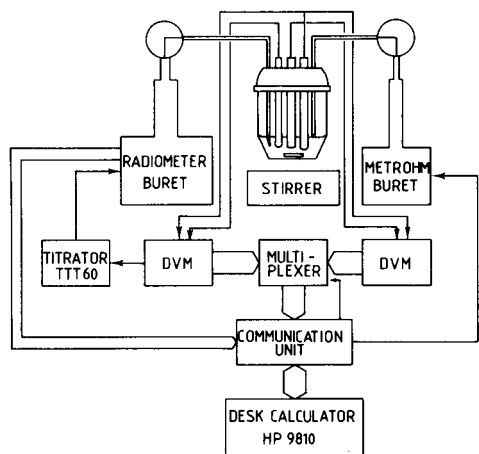 RADIOMETER
BURET
STIRRER
METROHM
BURET
TITRATOR
TTT60
DVM
MULTI-
PLEXER
DVM
COMMUNICATION
UNIT
DESK CALCULATOR
HP 9810